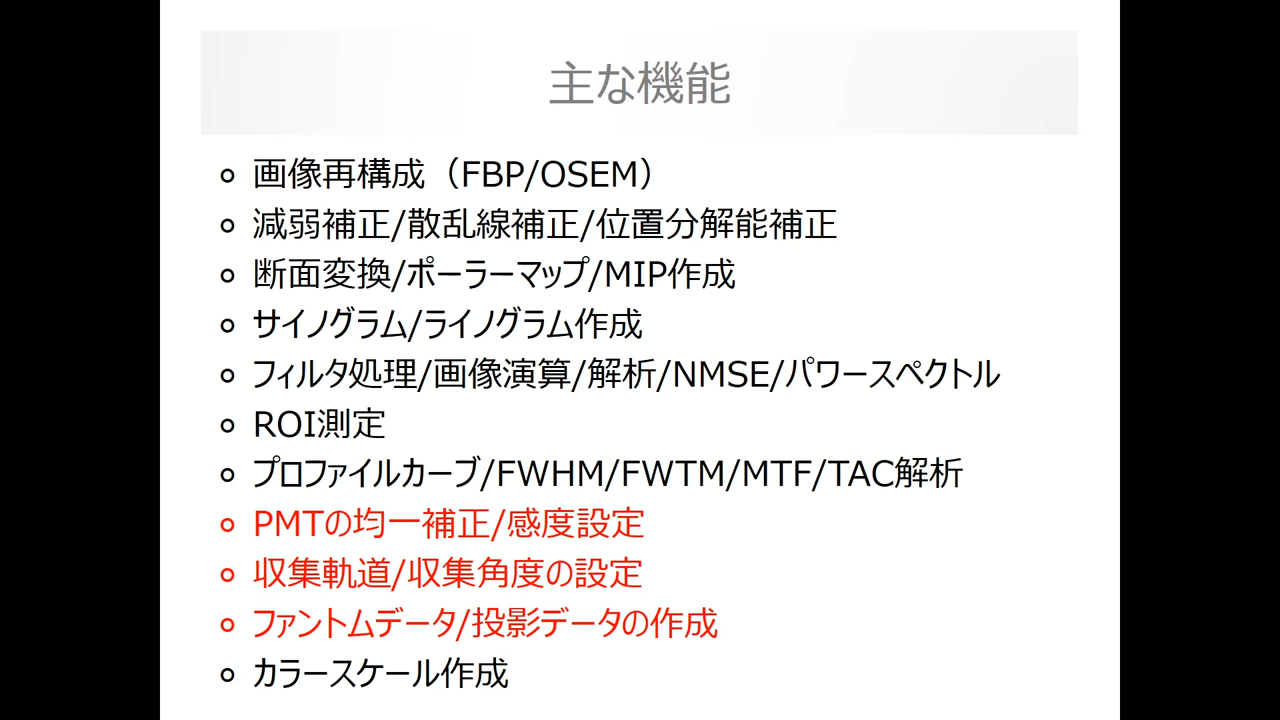 主な機能
画像再構成（FBP/OSEM）
減弱補正/散乱線補正/位置分解能補正
断面変換/ポーラーマップ/MIP作成
サイノグラム/ライノグラム作成
フィルタ処理/画像演算/解析/NMSE/パワースペクトル
ROI測定
プロファイルカーブ/FWHM/FWTM/MTF/TAC解析
PMTの均一補正/感度設定
収集軌道/収集角度の設定
ファントムデータ/投影データの作成
カラースケール作成